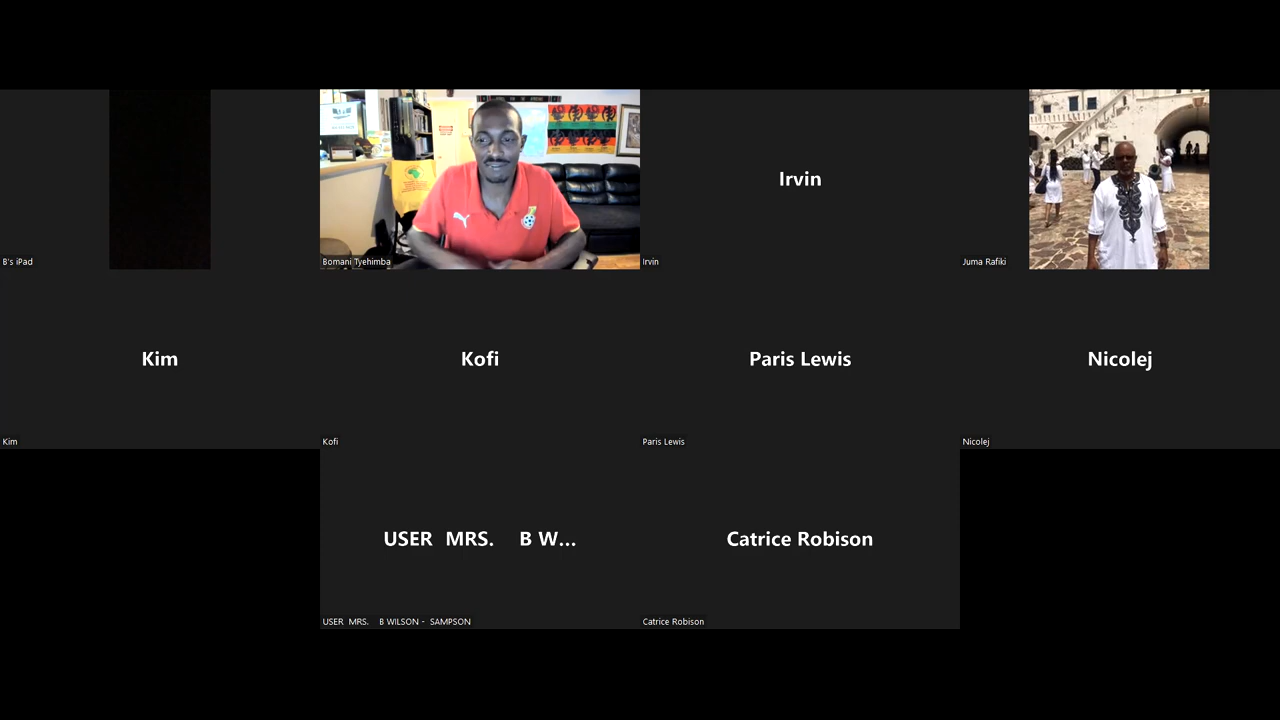 Irvin
B's iPad
Bomani Tyehimba
Irvin
Juma Rafiki
Kim
Kofi
Paris Lewis
Nicolej
Kim
Kofi
Paris Lewis
Nicolej
USER MRS. B W...
Catrice Robison
USER MRS. B WILSON - SAMPSON
Catrice Robison